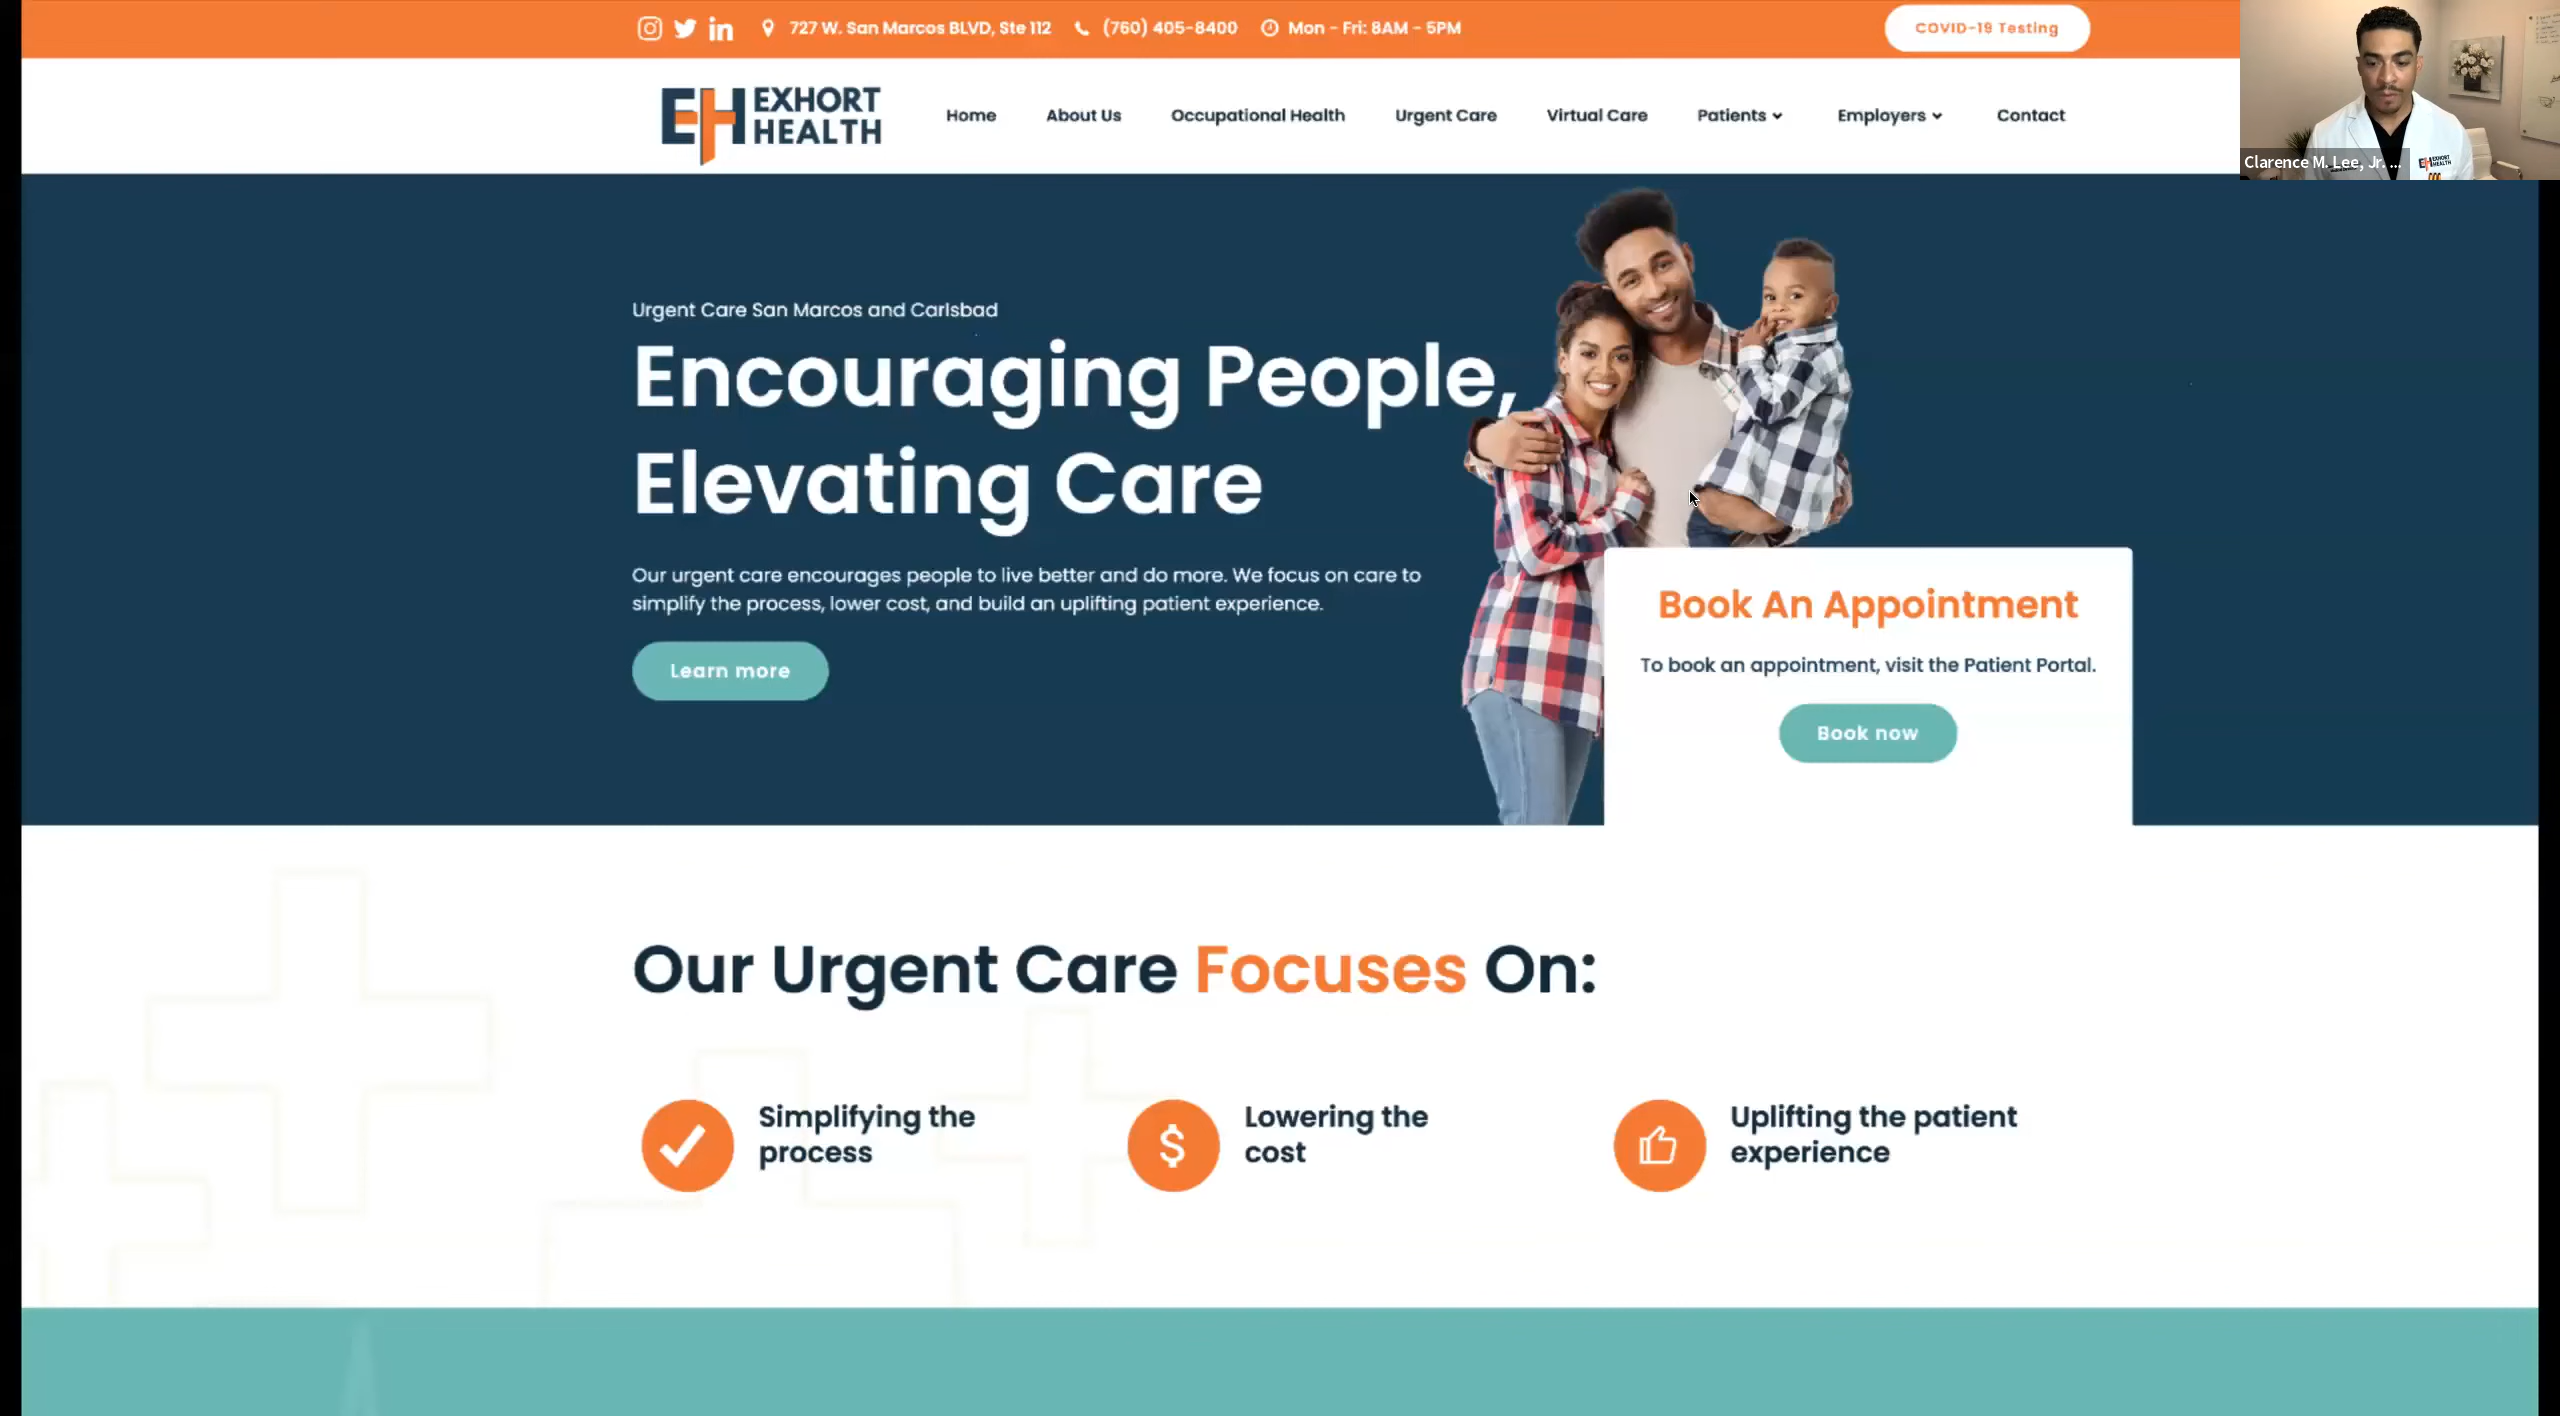 727 W. San Marcos BLVD, Ste 112 (760) 405-8400 Mon - Fri: 8AM - 5PM COVID-19 Testing
EXHORT
HEALTH
Home About Us Occupational Health Urgent Care Virtual Care Patients Employers Contact
Clarence M. Lee, Jr. ...
EXHORT
HEALTH
Urgent Care San Marcos and Carlsbad
Encouraging People,
Elevating Care
Our urgent care encourages people to live better and do more. We focus on care to
simplify the process, lower cost, and build an uplifting patient experience.
Learn more
Book An Appointment
To book an appointment, visit the Patient Portal.
Book now
Our Urgent Care Focuses On:
Simplifying the
process
Lowering the
cost
Uplifting the patient
experience